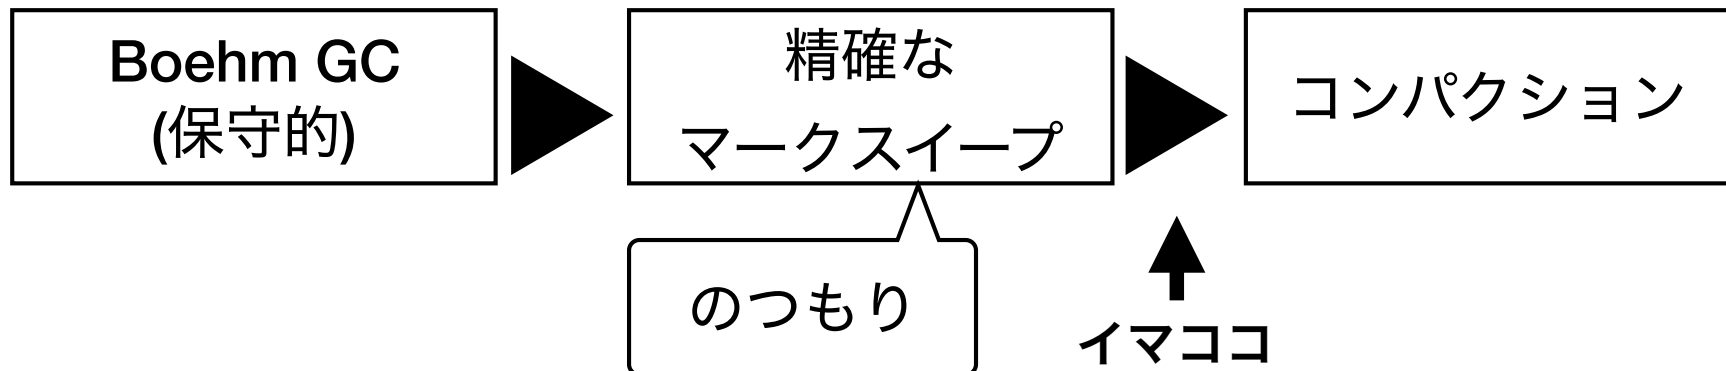 Boehm GC
(保守的)
精確な
マークスイープ
コンパクション
のつもり
イマココ